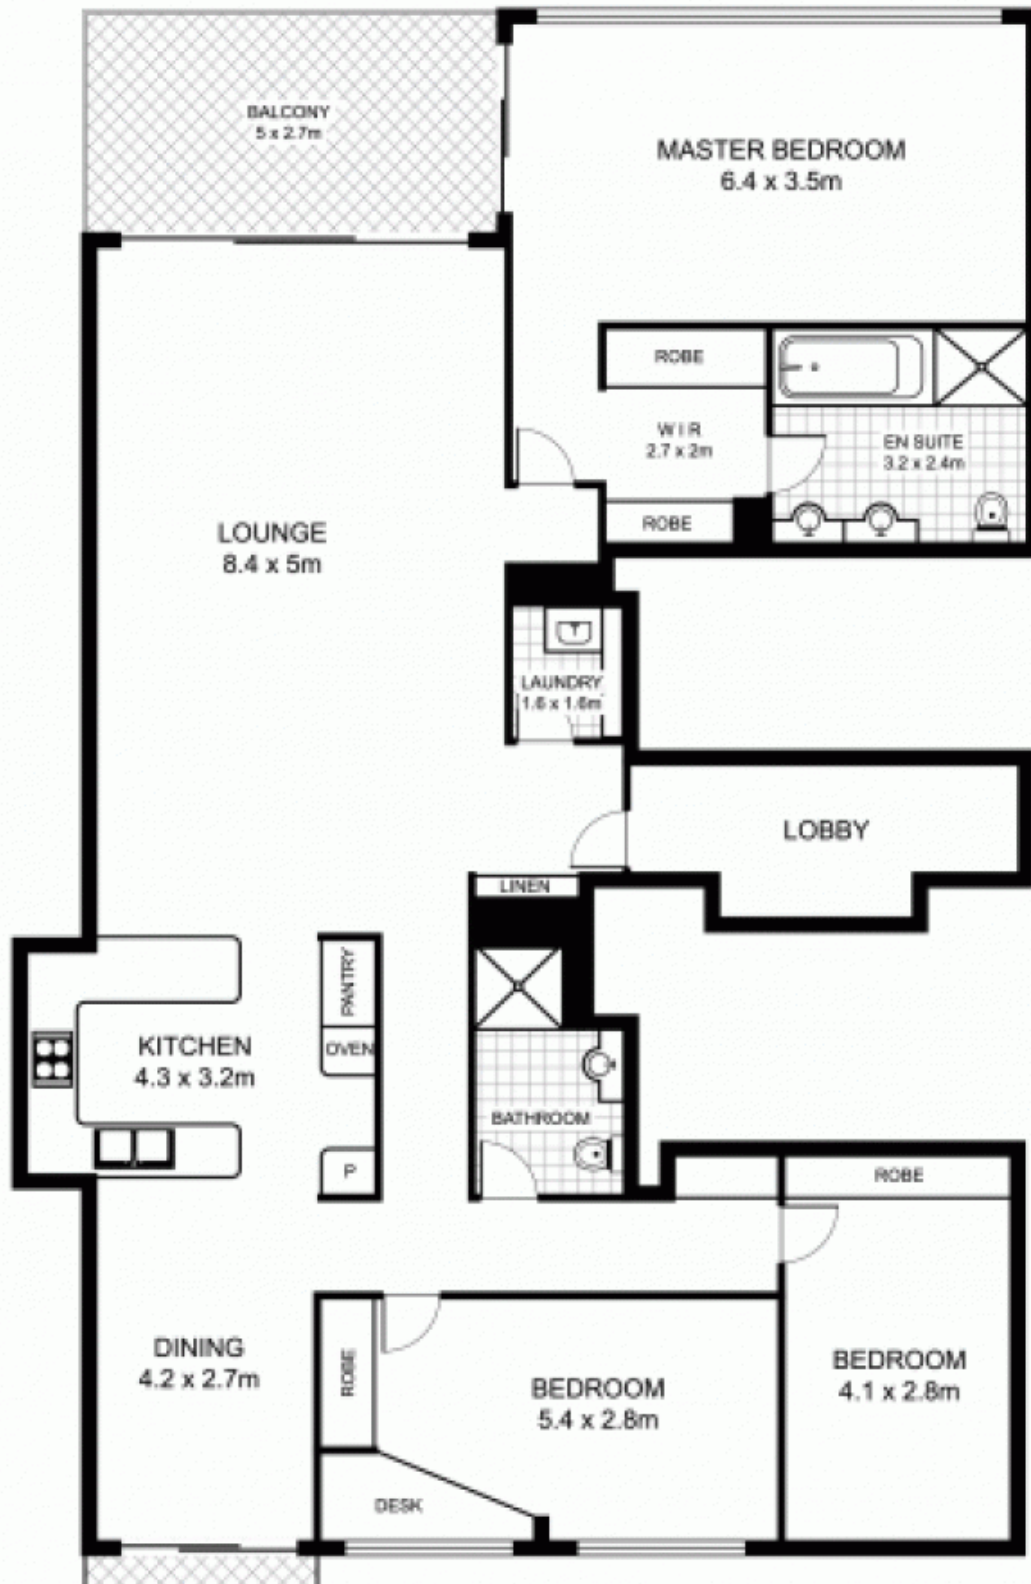 BALCONY
5 x 2.7m
MASTER BEDROOM
6.4 x 3.5m
ROBE
W I R
2.7 x 2m
EN SUITE
3.2 x 2.4m
ROBE
LOUNGE
8.4 x 5m
LAUNDRY
1.6 x 1.6m
LOBBY
LINEN
PANTRY
OVEN
KITCHEN
4.3 x 3.2m
BATHROOM
P
ROBE
DINING
4.2 x 2.7m
ROBE
BEDROOM
5.4 x 2.8m
BEDROOM
4.1 x 2.8m
DESK